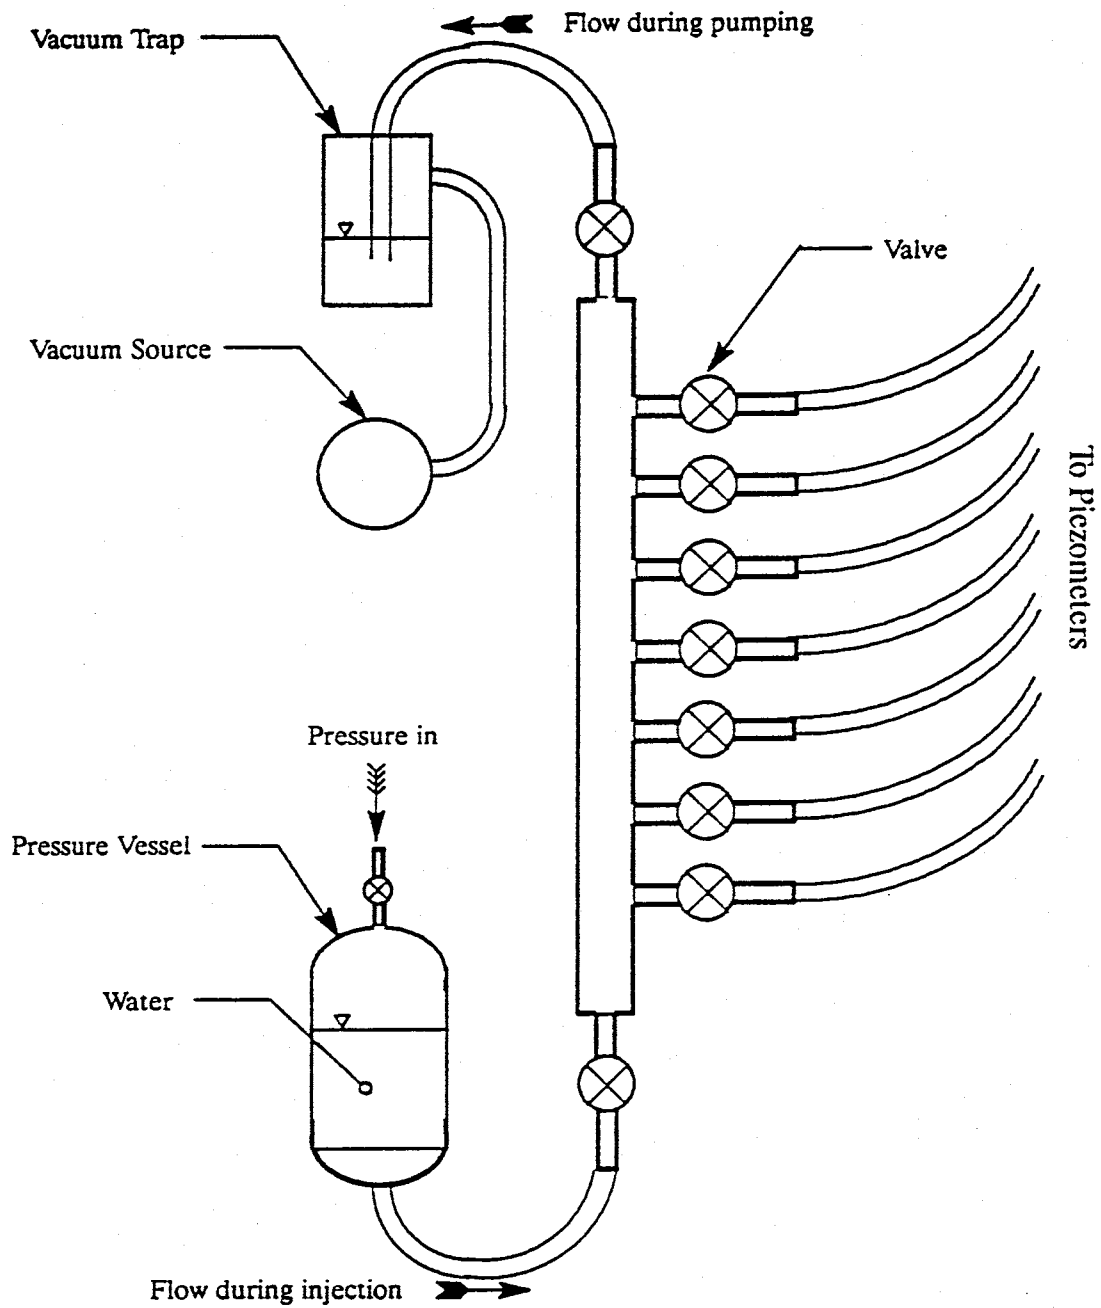 Flow during pumping
Vacuum Trap
Valve
Vacuum Source
To Piezometers
Pressure in
Pressure Vessel
Water
Flow during injection